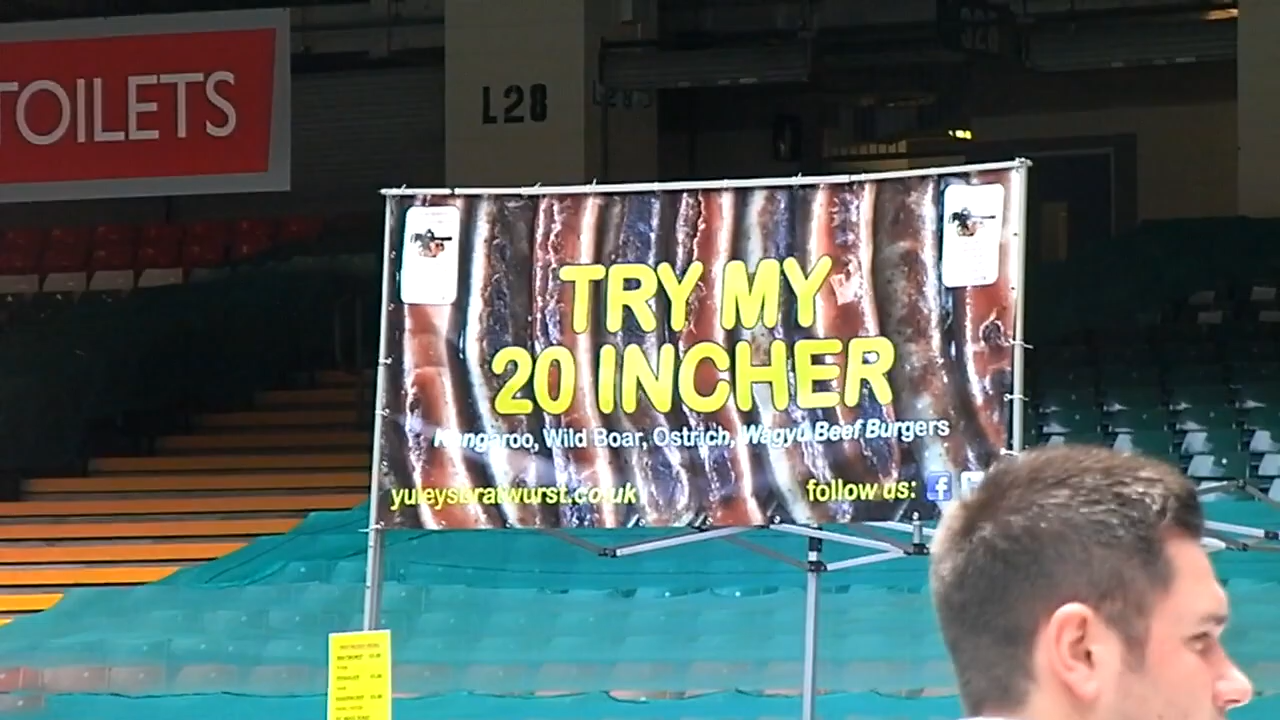 TOILETS
L28
TRY MY
20 INCHER
Kangaroo, Wild Boar, Ostrich, Wagyu Beef Burgers
yuleysbratwurst.co.uk
follow us: